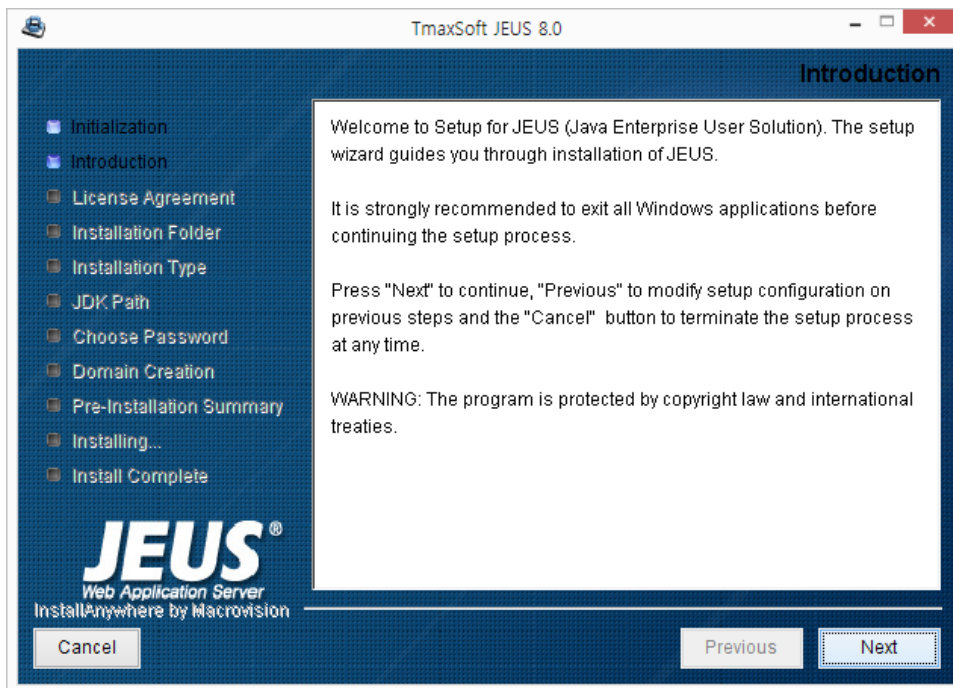 TmaxSoft JEUS 8.0
Introduction
Initialization
Introduction
License Agreement
Installation Folder
Installation Type
JDK Path
Choose Password
Domain Creation
Pre-Installation Summary
Installing...
Install Complete
Welcome to Setup for JEUS (Java Enterprise User Solution). The setup
wizard guides you through installation of JEUS.
It is strongly recommended to exit all Windows applications before
continuing the setup process.
Press "Next" to continue, "Previous" to modify setup configuration on
previous steps and the "Cancel"  button to terminate the setup process
at any time.
WARNING: The program is protected by copyright law and international
treaties.
JEUS®
Web Application Server
InstallAnywhere by Macrovision
Cancel
Previous
Next